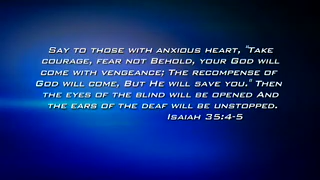 Say to those with anxious heart, "Take
courage, fear not Behold, your God will
come with vengeance; The recompense of
God will come, But He will save you." Then
the eyes of the blind will be opened And
the ears of the deaf will be unstopped.
Isaiah 35:4-5